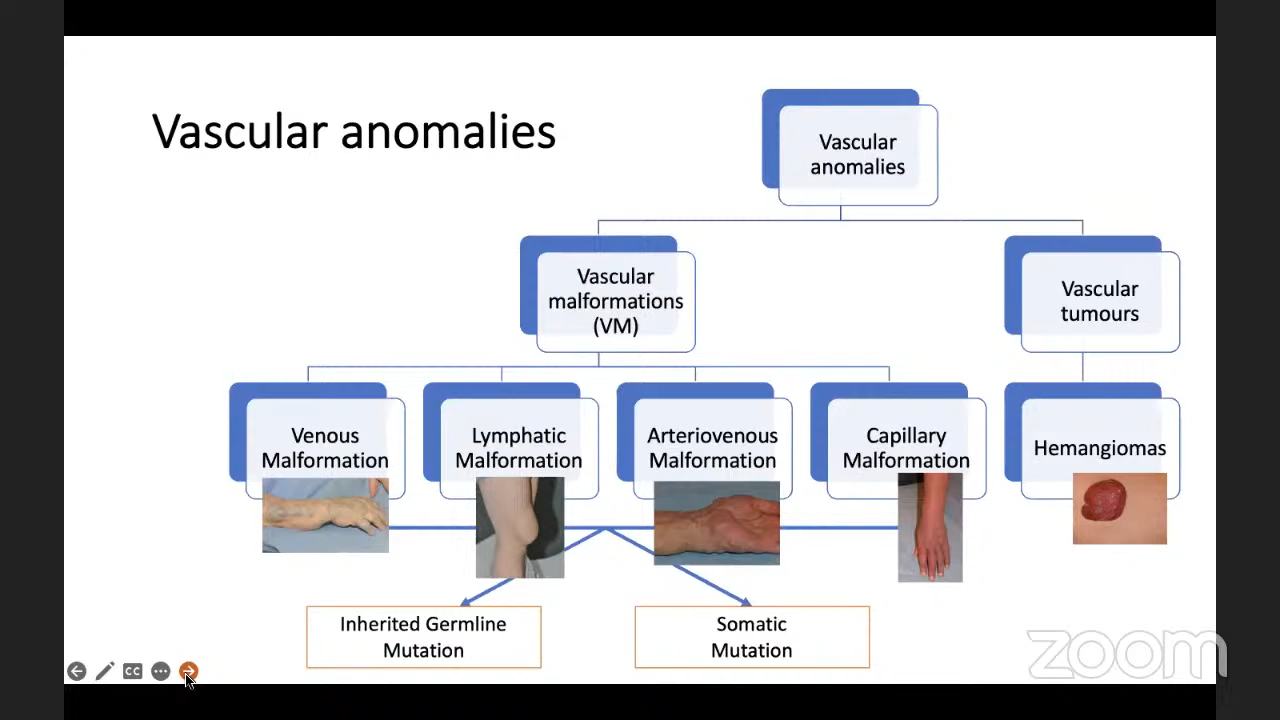 Vascular anomalies
Vascular
anomalies
Vascular
malformations
(VM)
Vascular
tumours
Venous
Malformation
Lymphatic
Malformation
Arteriovenous
Malformation
Capillary
Malformation
Hemangiomas
Inherited Germline
Mutation
Somatic
Mutation
CC
zoom